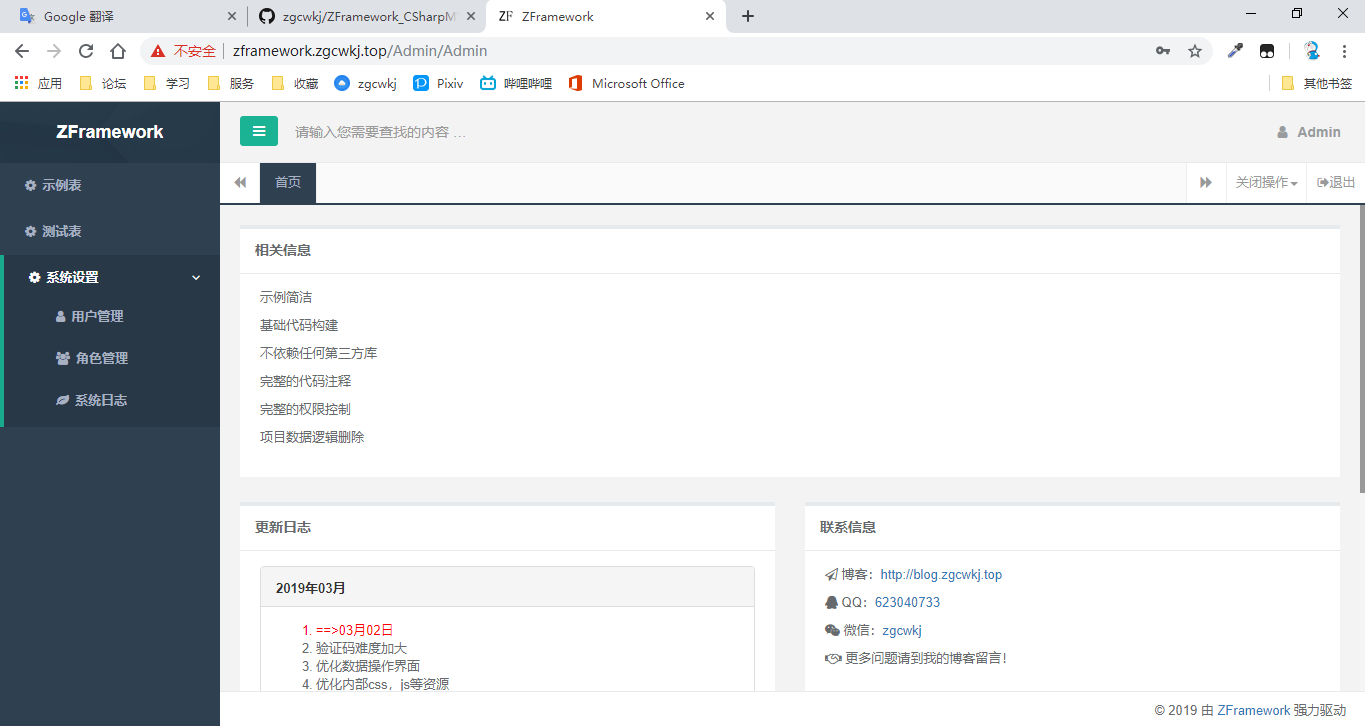 Google 翻译
zgcwkj/ZFramework_CSharpM
ZF ZFramework
不安全 zframework.zgcwkj.top/Admin/Admin
应用 论坛 学习 服务 收藏 zgcwkj Pixiv 哔哩哔哩 Microsoft Office 其他书签
ZFramework
请输入您需要查找的内容 …
Admin
示例表
测试表
系统设置
用户管理
角色管理
系统日志
首页
关闭操作
退出
相关信息
示例简洁
基础代码构建
不依赖任何第三方库
完整的代码注释
完整的权限控制
项目数据逻辑删除
更新日志
2019年03月
1. ==>03月02日
2. 验证码难度加大
3. 优化数据操作界面
4. 优化内部css，js等资源
联系信息
博客：http://blog.zgcwkj.top
QQ：623040733
微信：zgcwkj
更多问题请到我的博客留言！
© 2019 由 ZFramework 强力驱动